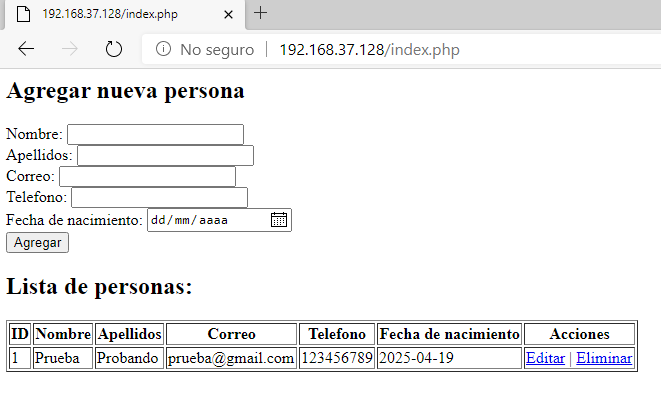 192.168.37.128/index.php
No seguro 192.168.37.128/index.php
Agregar nueva persona
Nombre:
Apellidos:
Correo:
Telefono:
Fecha de nacimiento: dd/mm/aaaa
Agregar
Lista de personas:
ID Nombre Apellidos Correo Telefono Fecha de nacimiento Acciones
1 Prueba Probando prueba@gmail.com 123456789 2025-04-19 Editar | Eliminar